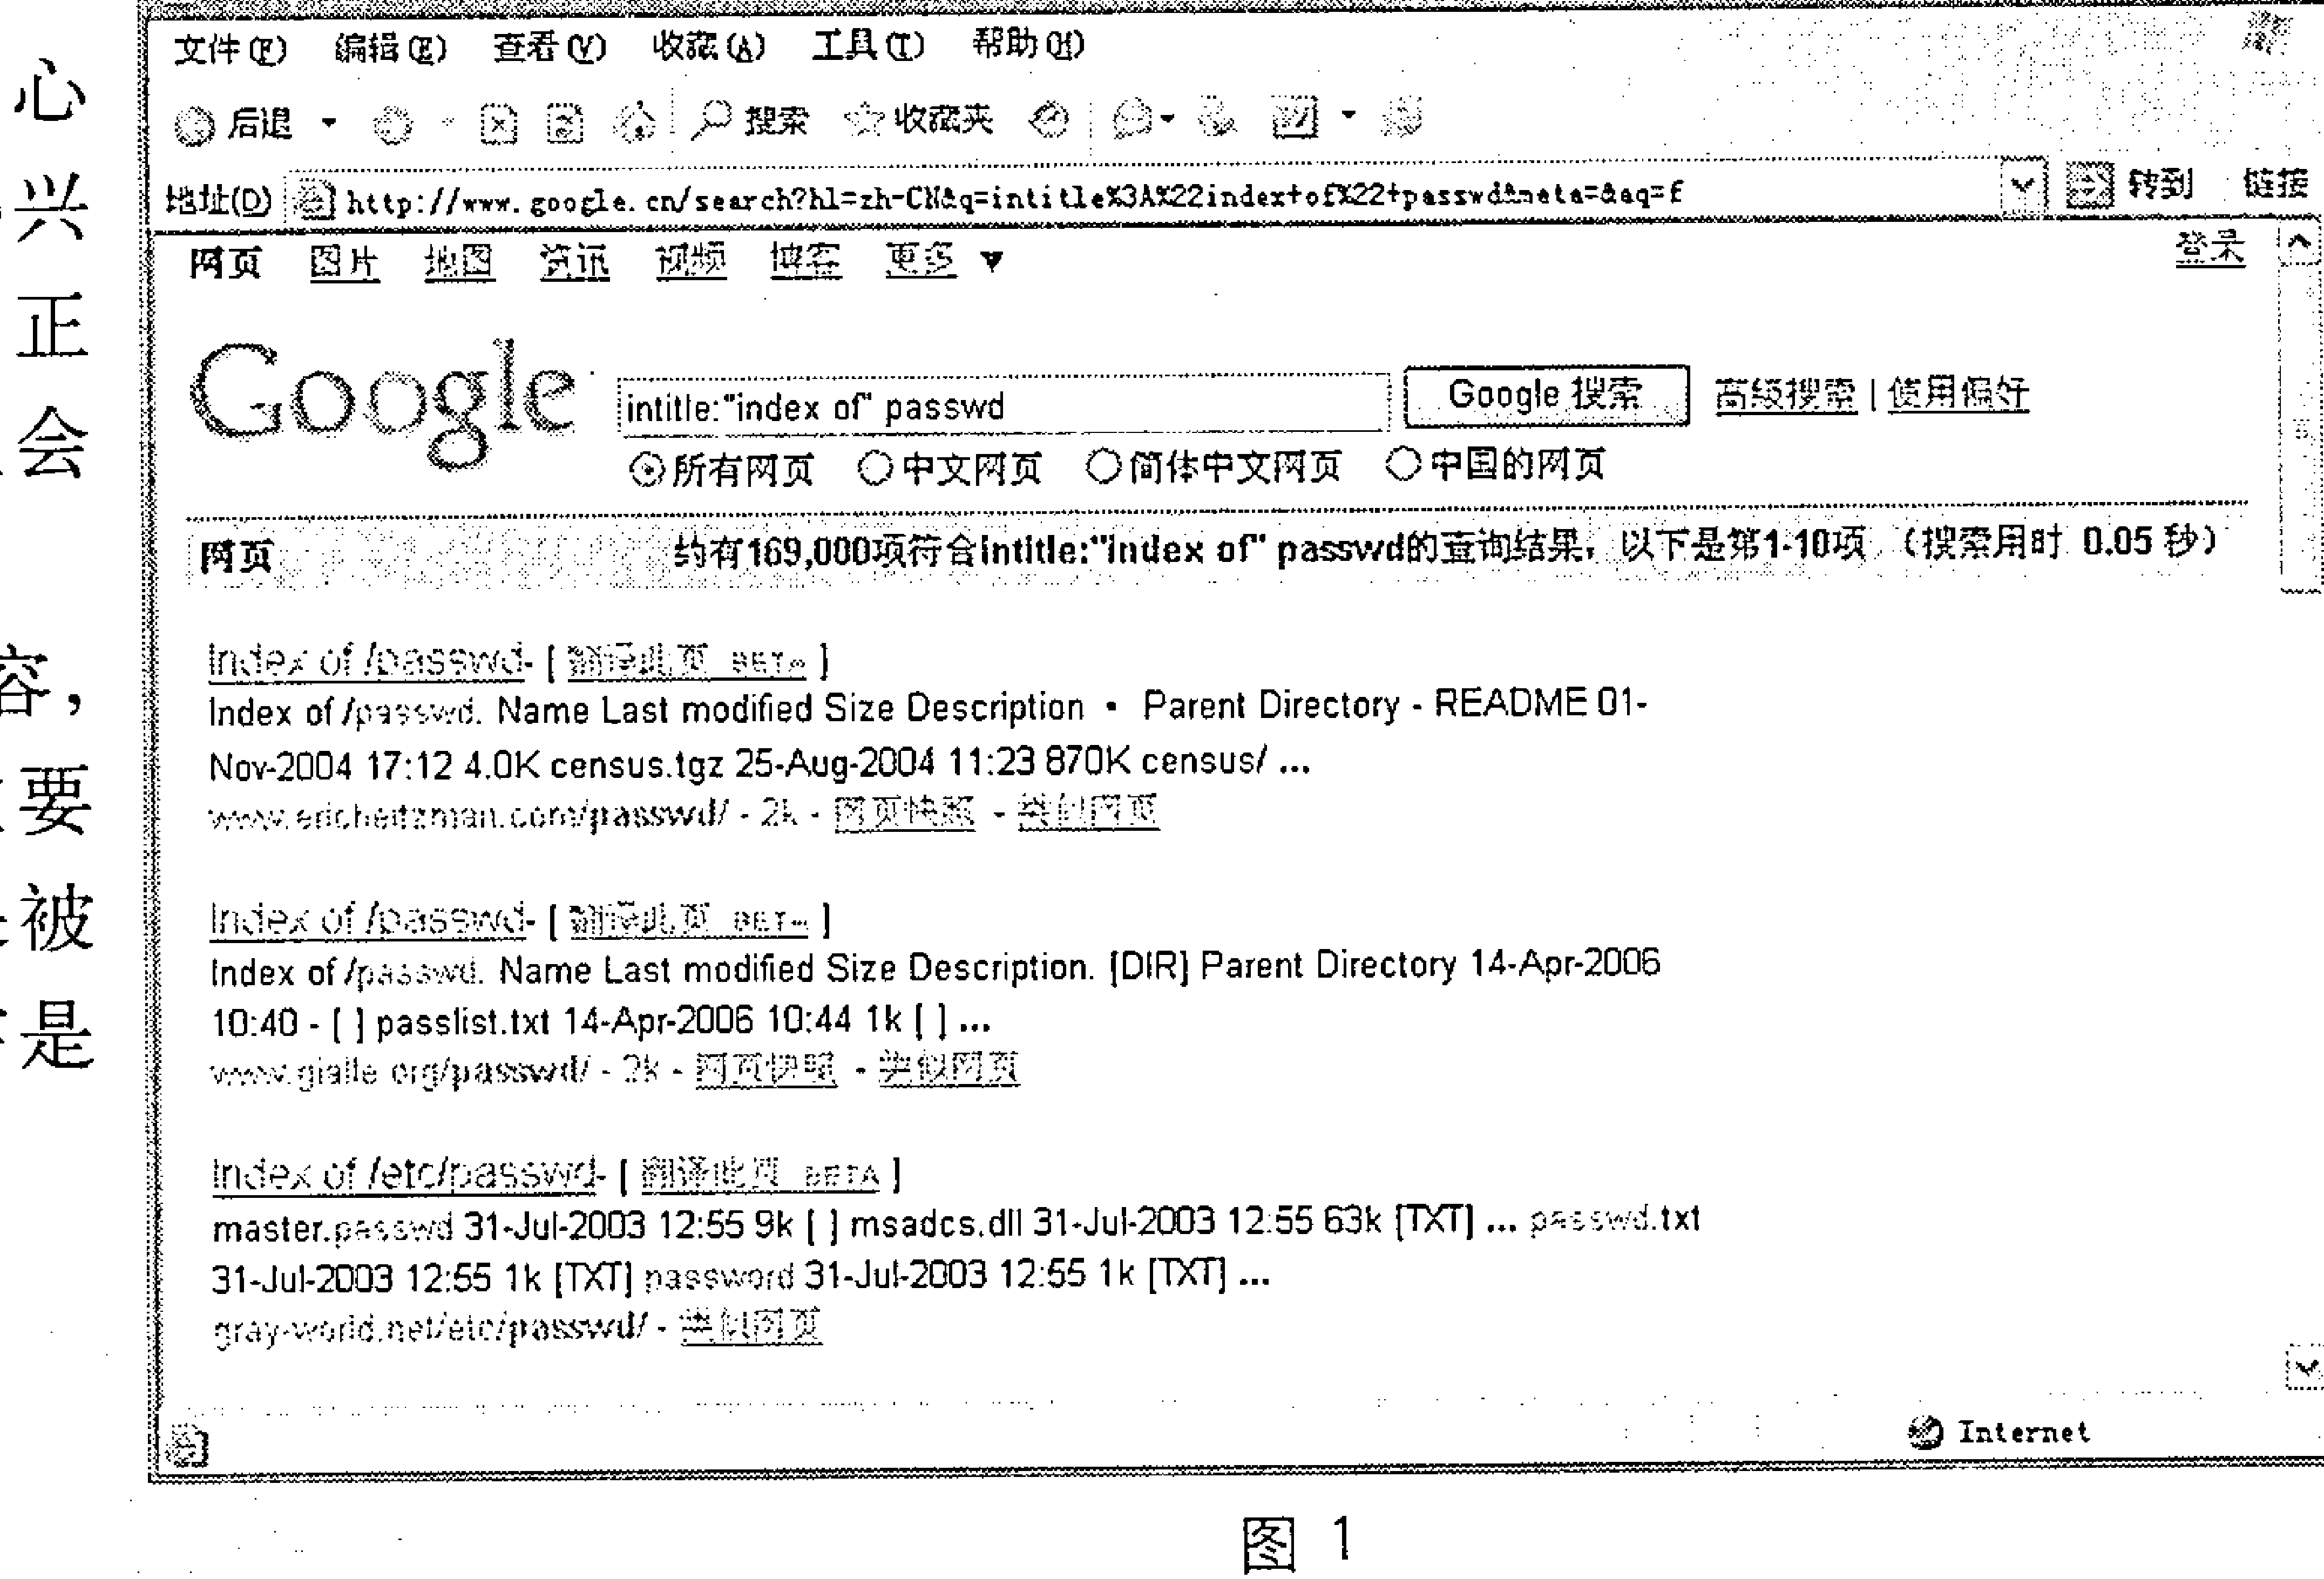 心
兴
正
会
容，
要
被
是
文件(F) 编辑(E) 查看(V) 收藏(A) 工具(T) 帮助(H)
后退 搜索 收藏夹
地址(D) http://www.google.cn/search?hl=zh-CN&q=intitle%3A%22index+of%22+passwd&meta=&aq=f 转到 链接
网页 图片 地图 资讯 视频 博客 更多 ▼ 登录
Google intitle:"index of" passwd Google 搜索 高级搜索 | 使用偏好
所有网页 中文网页 简体中文网页 中国的网页
网页 约有169,000项符合intitle:"index of" passwd的查询结果，以下是第1-10项 （搜索用时 0.05 秒）
Index of /passwd- [ 翻译此页 BETA ]
Index of /passwd. Name Last modified Size Description • Parent Directory - README 01-
Nov-2004 17:12 4.0K census.tgz 25-Aug-2004 11:23 870K census/ ...
www.ericheitzman.com/passwd/ - 2k - 网页快照 - 类似网页
Index of /passwd- [ 翻译此页 BETA ]
Index of /passwd. Name Last modified Size Description. [DIR] Parent Directory 14-Apr-2006
10:40 - [ ] passlist.txt 14-Apr-2006 10:44 1k [ ] ...
/passwd/ - 2k - 网页快照 - 类似网页
Index of /etc/passwd- [ 翻译此页 BETA ]
master.passwd 31-Jul-2003 12:55 9k [ ] msadcs.dll 31-Jul-2003 12:55 63k [TXT] ... passwd.txt
31-Jul-2003 12:55 1k [TXT] password 31-Jul-2003 12:55 1k [TXT] ...
gray-world.net/etc/passwd/ - 类似网页
Internet
图 1